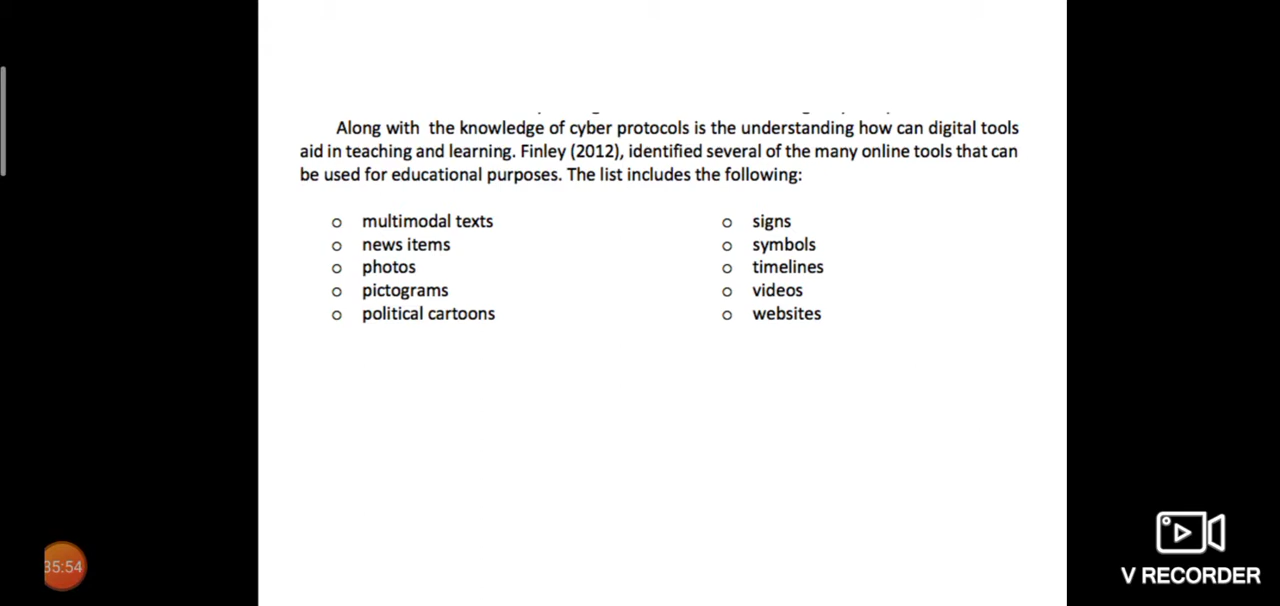 Along with the knowledge of cyber protocols is the understanding how can digital tools
aid in teaching and learning. Finley (2012), identified several of the many online tools that can
be used for educational purposes. The list includes the following:
o multimodal texts
o news items
o photos
o pictograms
o political cartoons
o signs
o symbols
o timelines
o videos
o websites
35:54
V RECORDER